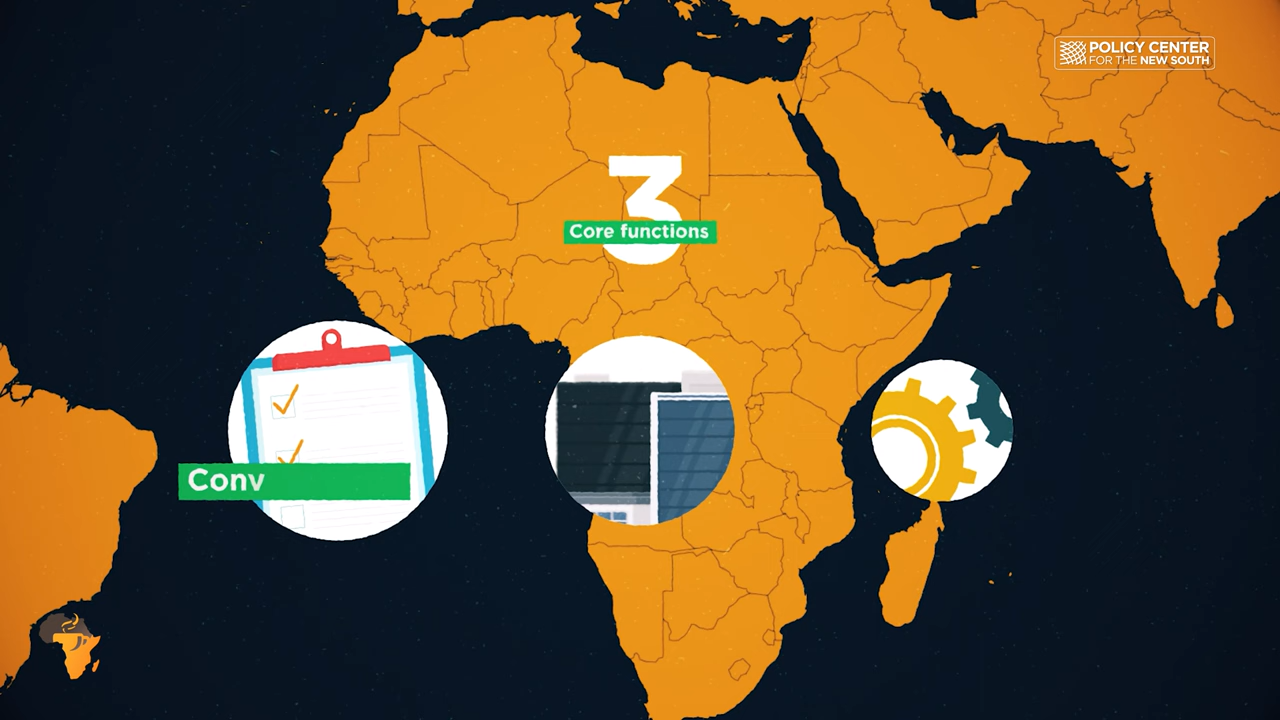 POLICY CENTER
FOR THE NEW SOUTH
3
Core functions
Conv